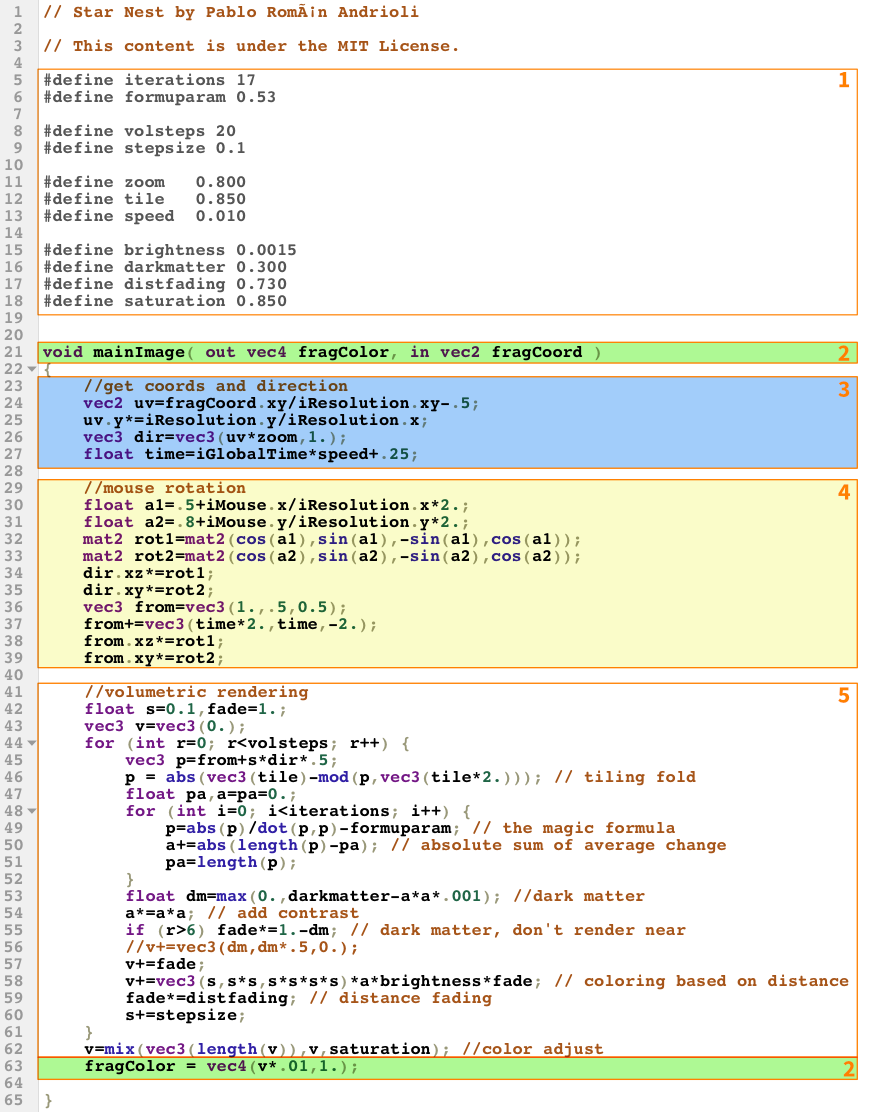 1 // Star Nest by Pablo RomÃ¡n Andrioli
2
3 // This content is under the MIT License.
4
5 #define iterations 17 1
6 #define formuparam 0.53
7
8 #define volsteps 20
9 #define stepsize 0.1
10
11 #define zoom   0.800
12 #define tile   0.850
13 #define speed  0.010
14
15 #define brightness 0.0015
16 #define darkmatter 0.300
17 #define distfading 0.730
18 #define saturation 0.850
19
20
21 void mainImage( out vec4 fragColor, in vec2 fragCoord ) 2
22 {
23     //get coords and direction 3
24     vec2 uv=fragCoord.xy/iResolution.xy-.5;
25     uv.y*=iResolution.y/iResolution.x;
26     vec3 dir=vec3(uv*zoom,1.);
27     float time=iGlobalTime*speed+.25;
28
29     //mouse rotation 4
30     float a1=.5+iMouse.x/iResolution.x*2.;
31     float a2=.8+iMouse.y/iResolution.y*2.;
32     mat2 rot1=mat2(cos(a1),sin(a1),-sin(a1),cos(a1));
33     mat2 rot2=mat2(cos(a2),sin(a2),-sin(a2),cos(a2));
34     dir.xz*=rot1;
35     dir.xy*=rot2;
36     vec3 from=vec3(1.,.5,0.5);
37     from+=vec3(time*2.,time,-2.);
38     from.xz*=rot1;
39     from.xy*=rot2;
40
41     //volumetric rendering 5
42     float s=0.1,fade=1.;
43     vec3 v=vec3(0.);
44     for (int r=0; r<volsteps; r++) {
45         vec3 p=from+s*dir*.5;
46         p = abs(vec3(tile)-mod(p,vec3(tile*2.))); // tiling fold
47         float pa,a=pa=0.;
48         for (int i=0; i<iterations; i++) {
49             p=abs(p)/dot(p,p)-formuparam; // the magic formula
50             a+=abs(length(p)-pa); // absolute sum of average change
51             pa=length(p);
52         }
53         float dm=max(0.,darkmatter-a*a*.001); //dark matter
54         a*=a*a; // add contrast
55         if (r>6) fade*=1.-dm; // dark matter, don't render near
56         //v+=vec3(dm,dm*.5,0.);
57         v+=fade;
58         v+=vec3(s,s*s,s*s*s*s)*a*brightness*fade; // coloring based on distance
59         fade*=distfading; // distance fading
60         s+=stepsize;
61     }
62     v=mix(vec3(length(v)),v,saturation); //color adjust
63     fragColor = vec4(v*.01,1.); 2
64
65 }